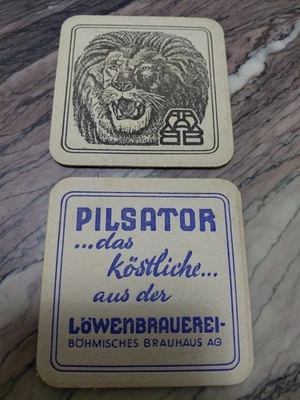 PILSATOR
...das
köstliche...
aus der
LÖWENBRAUEREI-
BÖHMISCHES BRAUHAUS AG